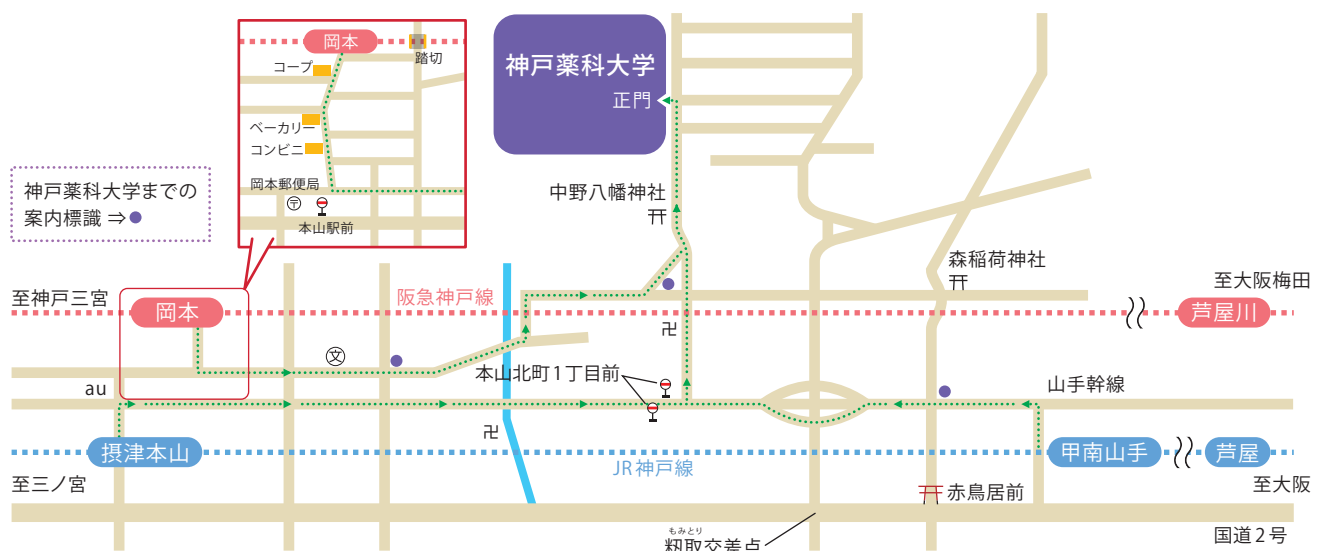 岡本
踏切
コープ
ベーカリー
コンビニ
岡本郵便局
〒
本山駅前
神戸薬科大学
正門
神戸薬科大学までの
案内標識 ⇒●
中野八幡神社
森稲荷神社
至神戸三宮
岡本
阪急神戸線
至大阪梅田
芦屋川
卍
文
au
本山北町1丁目前
山手幹線
卍
摂津本山
JR神戸線
甲南山手
芦屋
至三ノ宮
赤鳥居前
至大阪
国道2号
もみとり
籾取交差点